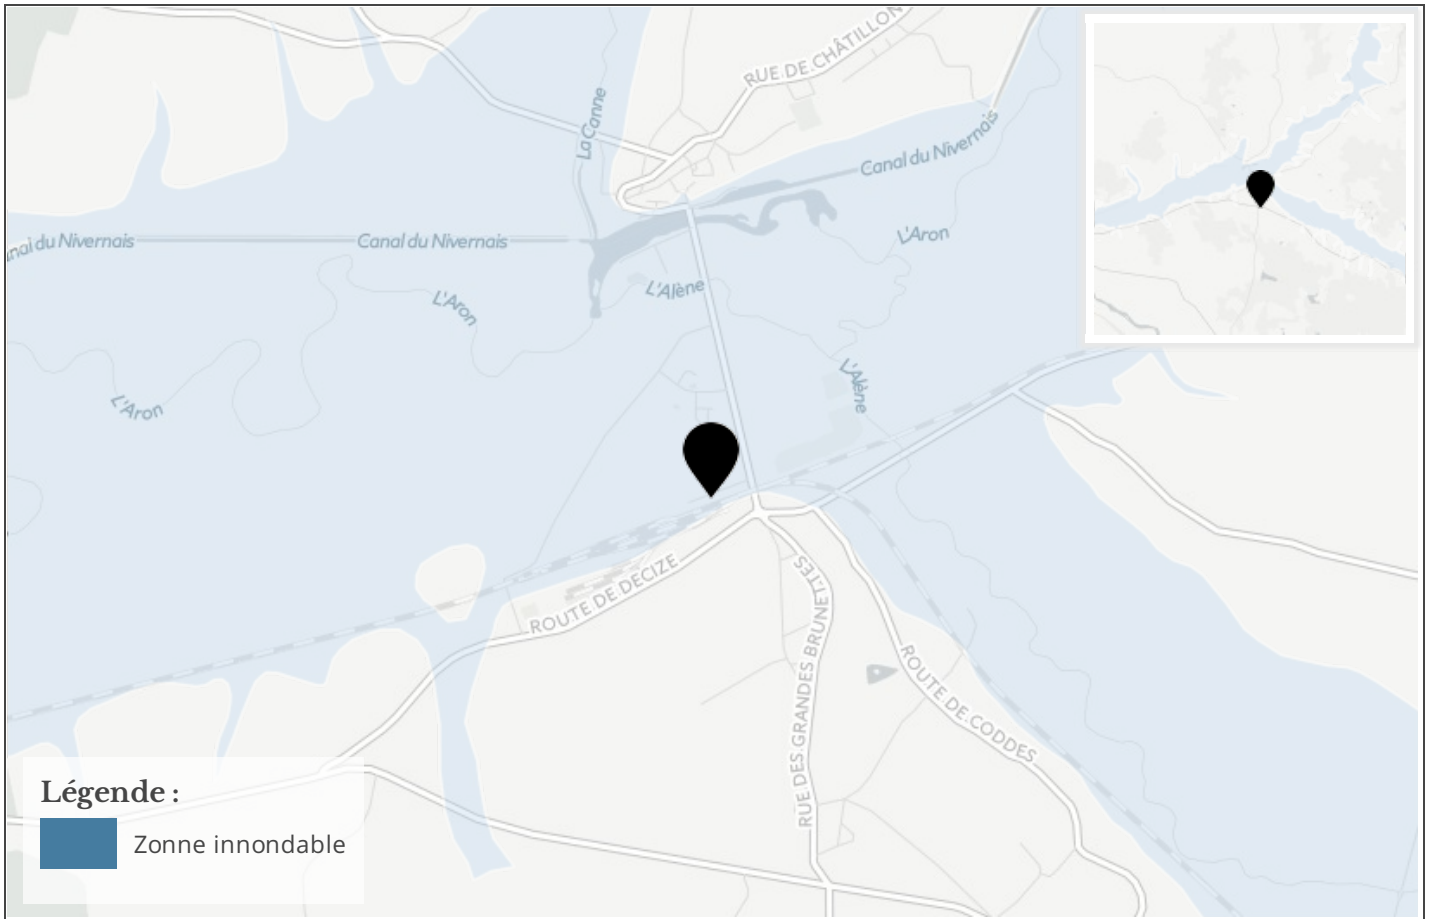 RUE DE CHÂTILLON
La Canne
Canal du Nivernais
nal du Nivernais
Canal du Nivernais
L'Aron
L'Alène
L'Aron
L'Alène
L'Aron
ROUTE DE DECIZE
RUE DES GRANDES BRUNETTES
ROUTE DE CODDES
Légende :
Zonne innondable